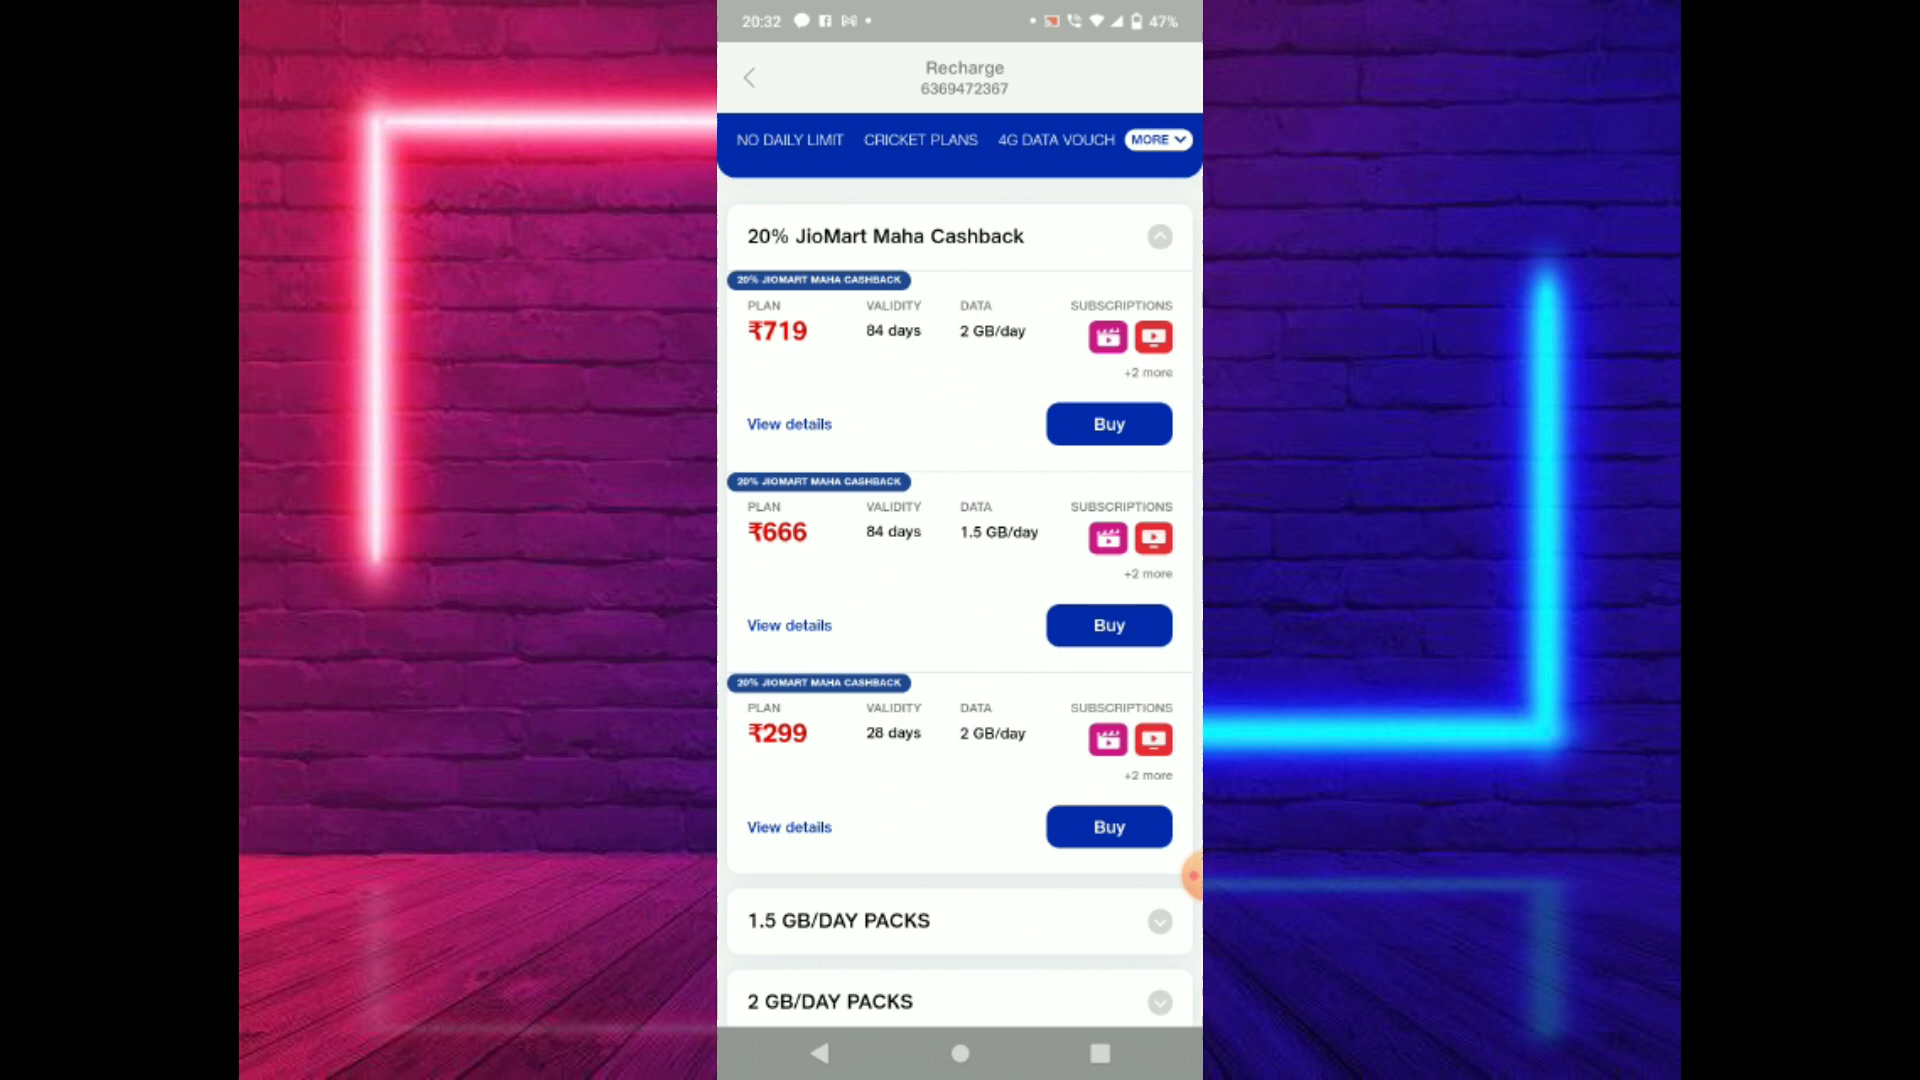 20:32
47%
Recharge
6369472367
NO DAILY LIMIT CRICKET PLANS 4G DATA VOUCH MORE
20% JioMart Maha Cashback
20% JIOMART MAHA CASHBACK
PLAN VALIDITY DATA SUBSCRIPTIONS
₹719 84 days 2 GB/day
+2 more
View details Buy
20% JIOMART MAHA CASHBACK
PLAN VALIDITY DATA SUBSCRIPTIONS
₹666 84 days 1.5 GB/day
+2 more
View details Buy
20% JIOMART MAHA CASHBACK
PLAN VALIDITY DATA SUBSCRIPTIONS
₹299 28 days 2 GB/day
+2 more
View details Buy
1.5 GB/DAY PACKS
2 GB/DAY PACKS